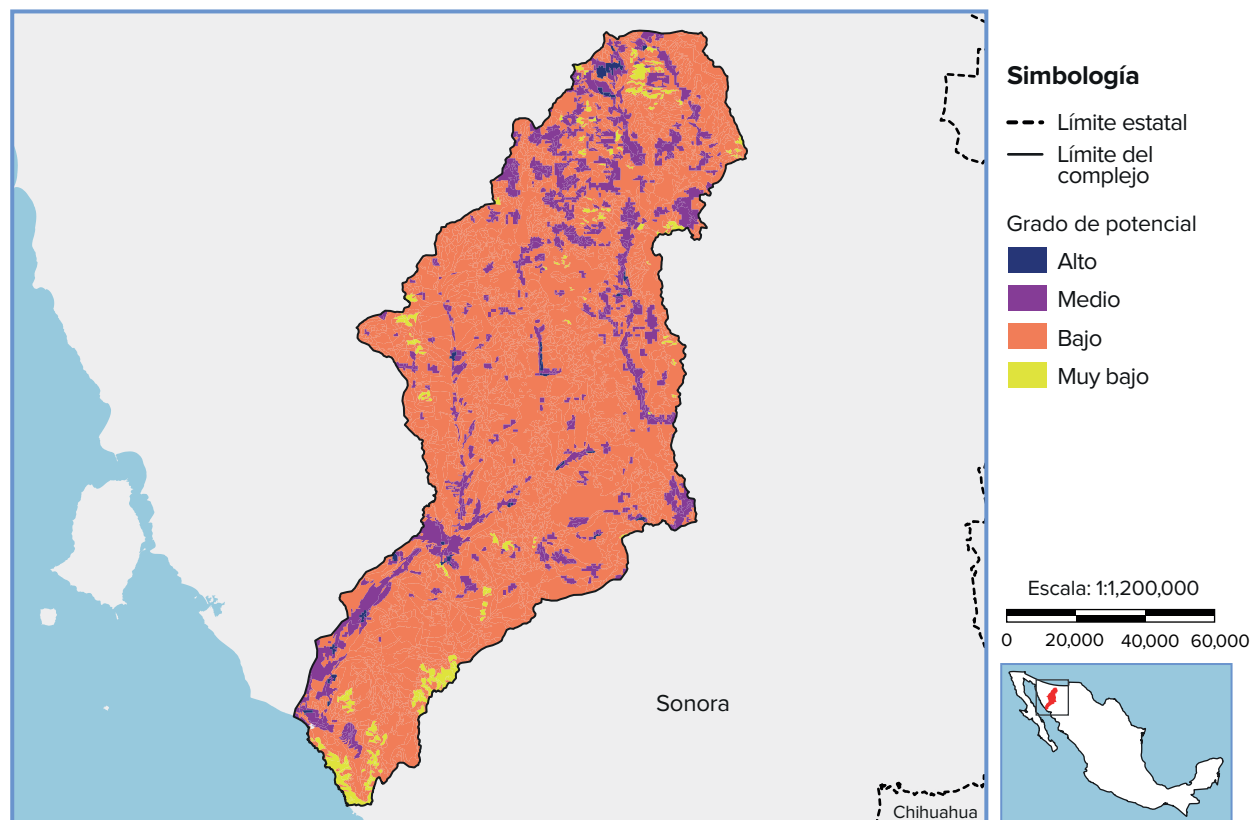 Simbología
Límite estatal
Límite del
complejo
Grado de potencial
Alto
Medio
Bajo
Muy bajo
Escala: 1:1,200,000
0 20,000 40,000 60,000
Sonora
Chihuahua